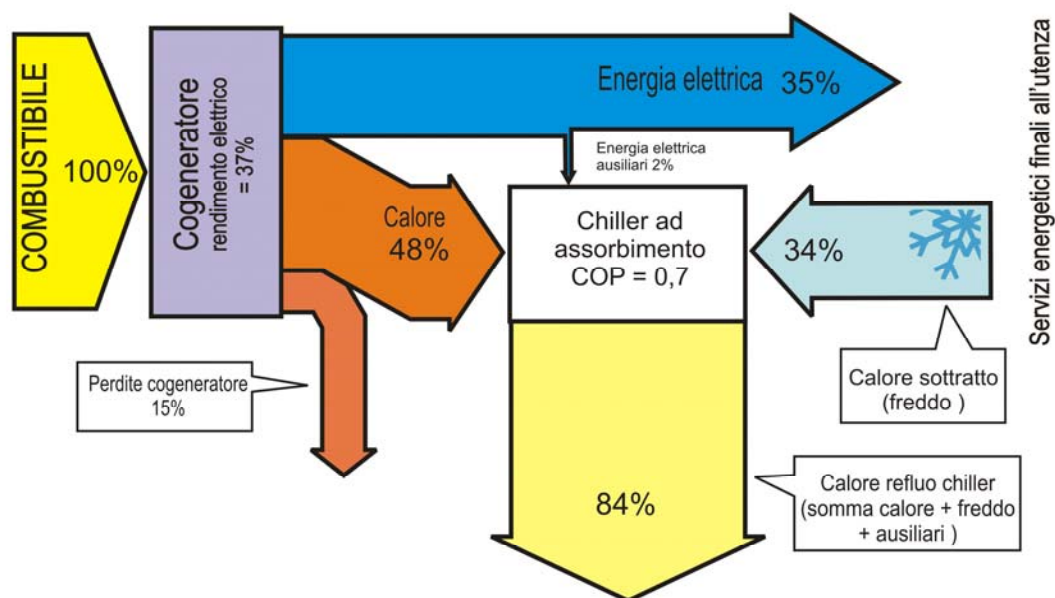 COMBUSTIBILE
100%
Cogeneratore
rendimento elettrico
= 37%
Energia elettrica 35%
Energia elettrica
ausiliari 2%
Calore
48%
Chiller ad
assorbimento
COP = 0,7
34%
Servizi energetici finali all'utenza
Perdite cogeneratore
15%
Calore sottratto
(freddo )
84%
Calore refluo chiller
(somma calore + freddo
+ ausiliari )